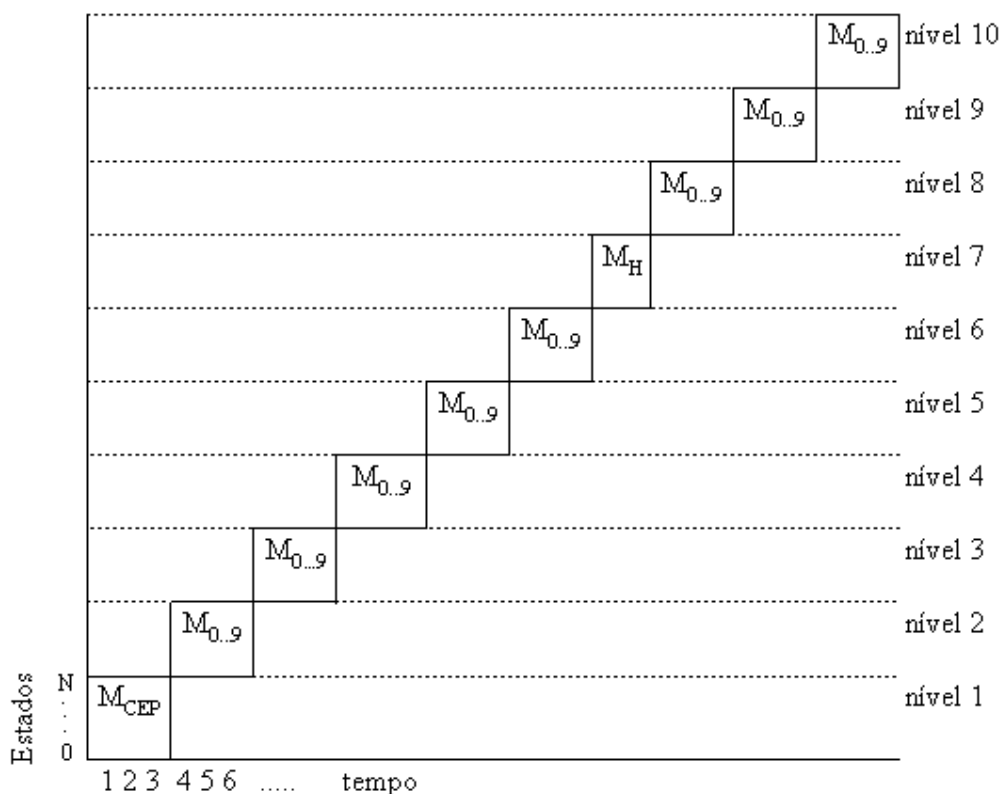 M0..9 nível 10
M0..9 nível 9
M0..9 nível 8
MH nível 7
M0..9 nível 6
M0..9 nível 5
M0..9 nível 4
M0..9 nível 3
M0..9 nível 2
N
MCEP nível 1
0
Estados
1 2 3 4 5 6 ..... tempo